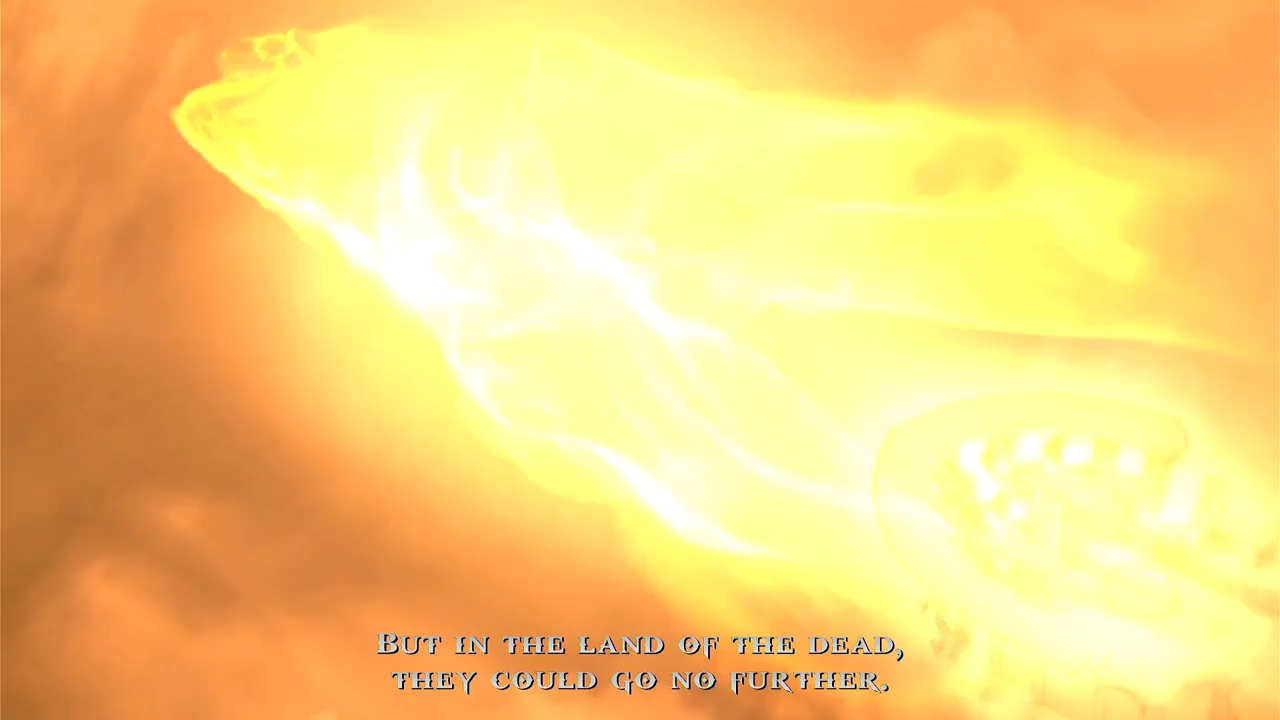 But in the land of the dead,
they could go no further.